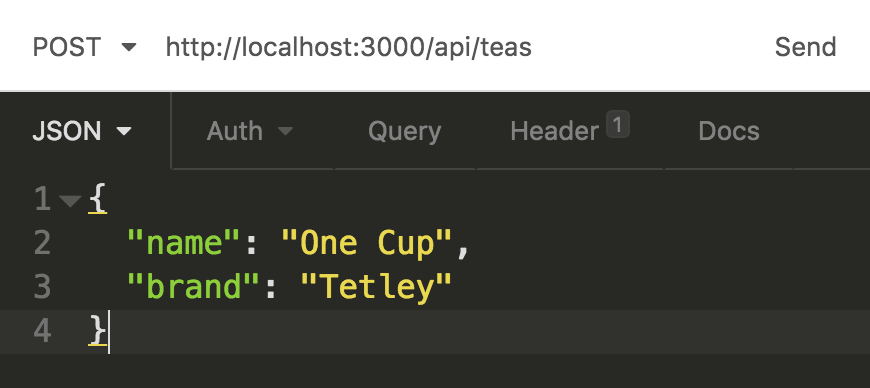 POST http://localhost:3000/api/teas Send
JSON Auth Query Header 1 Docs
1 {
2 "name": "One Cup",
3 "brand": "Tetley"
4 }